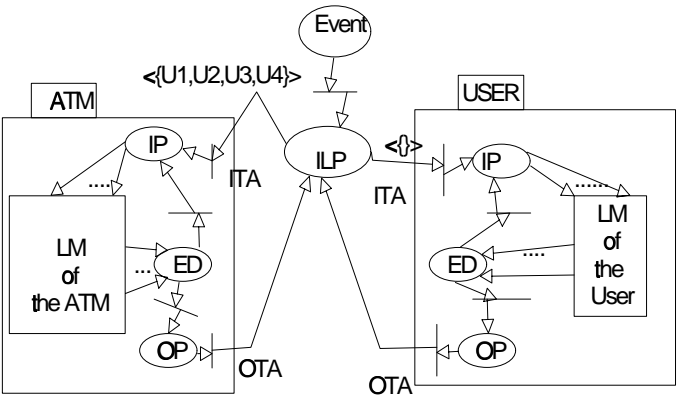 Event
<{U1,U2,U3,U4}>
ATM
USER
<{}>
IP
ILP
IP
ITA
ITA
....
......
LM
of
the ATM
...
ED
ED
....
LM
of
the
User
OP
OP
OTA
OTA